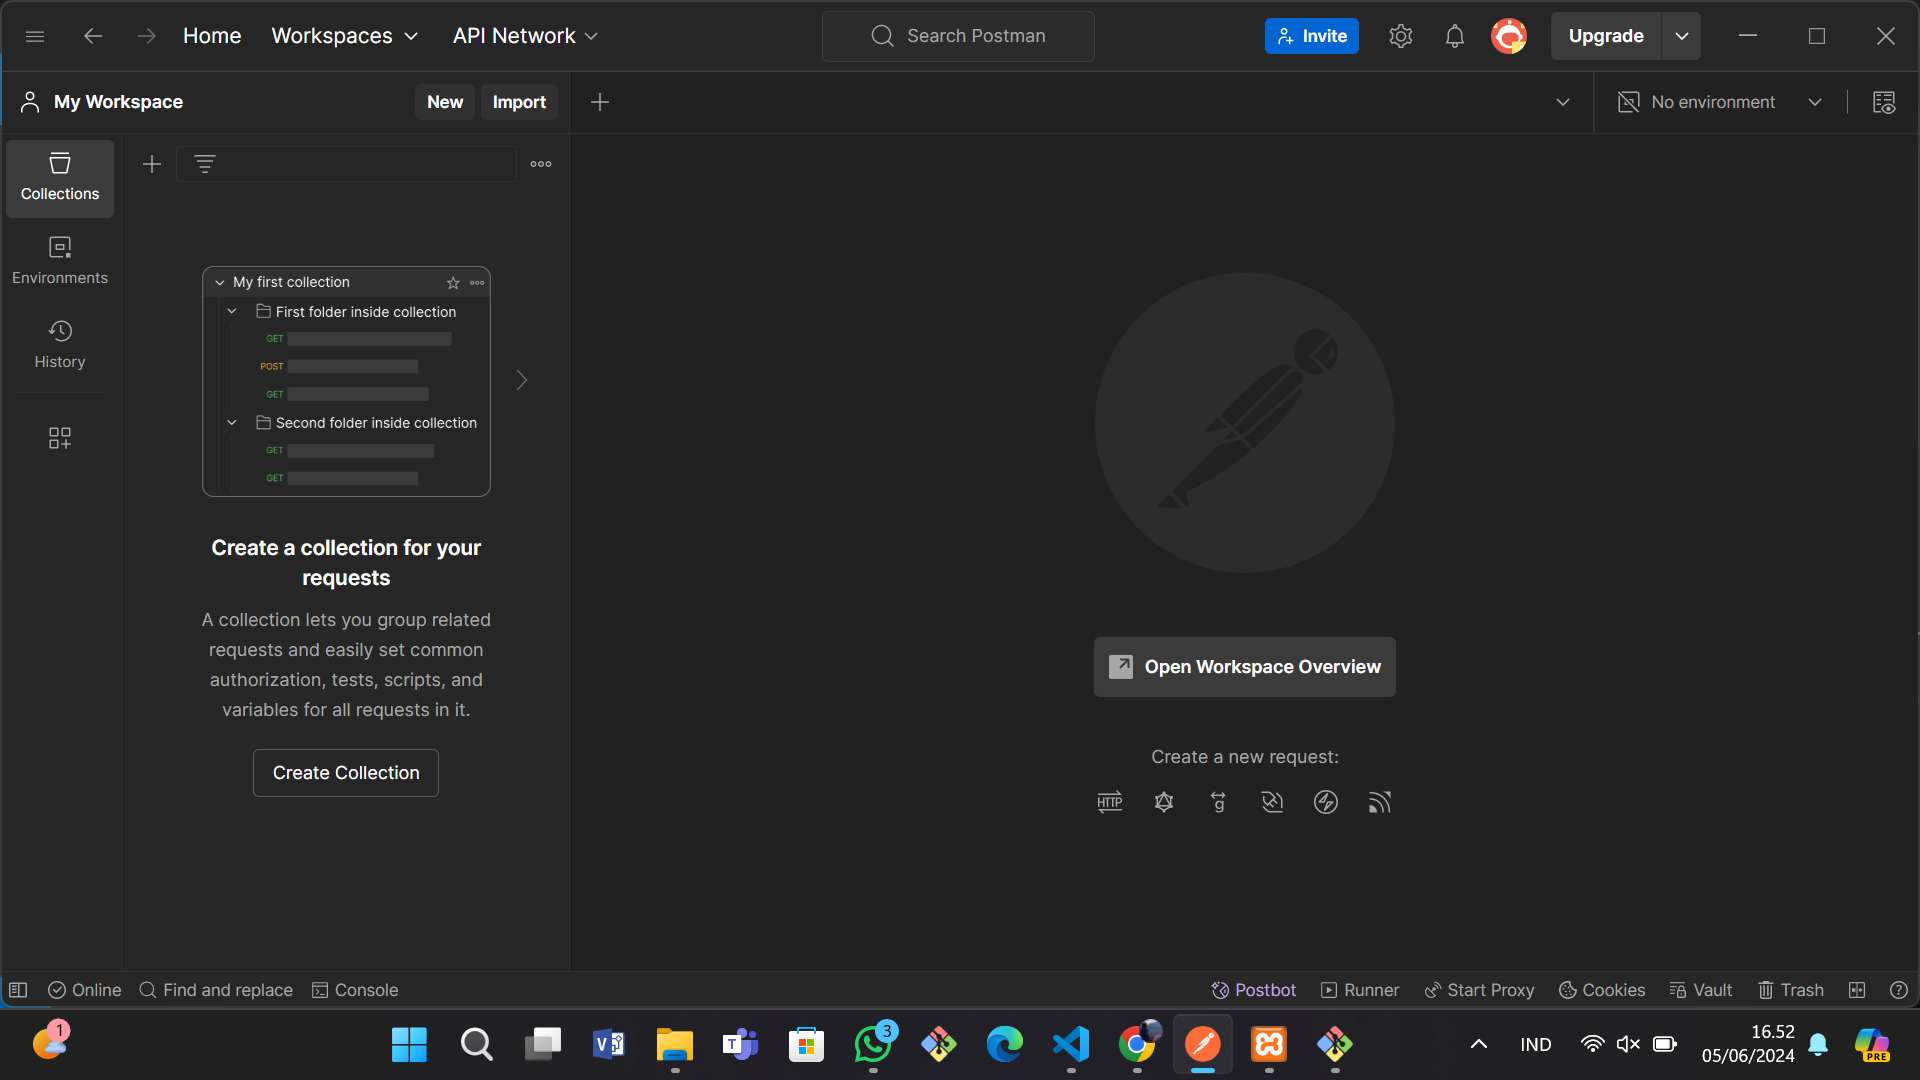 Home Workspaces API Network Search Postman Invite Upgrade
My Workspace New Import No environment
Collections
Environments
History
My first collection
First folder inside collection
GET
POST
GET
Second folder inside collection
GET
GET
Create a collection for your
requests
A collection lets you group related
requests and easily set common
authorization, tests, scripts, and
variables for all requests in it.
Create Collection
Open Workspace Overview
Create a new request:
HTTP g
Online Find and replace Console Postbot Runner Start Proxy Cookies Vault Trash
1 V T 3 IND 16.52
05/06/2024
PRE